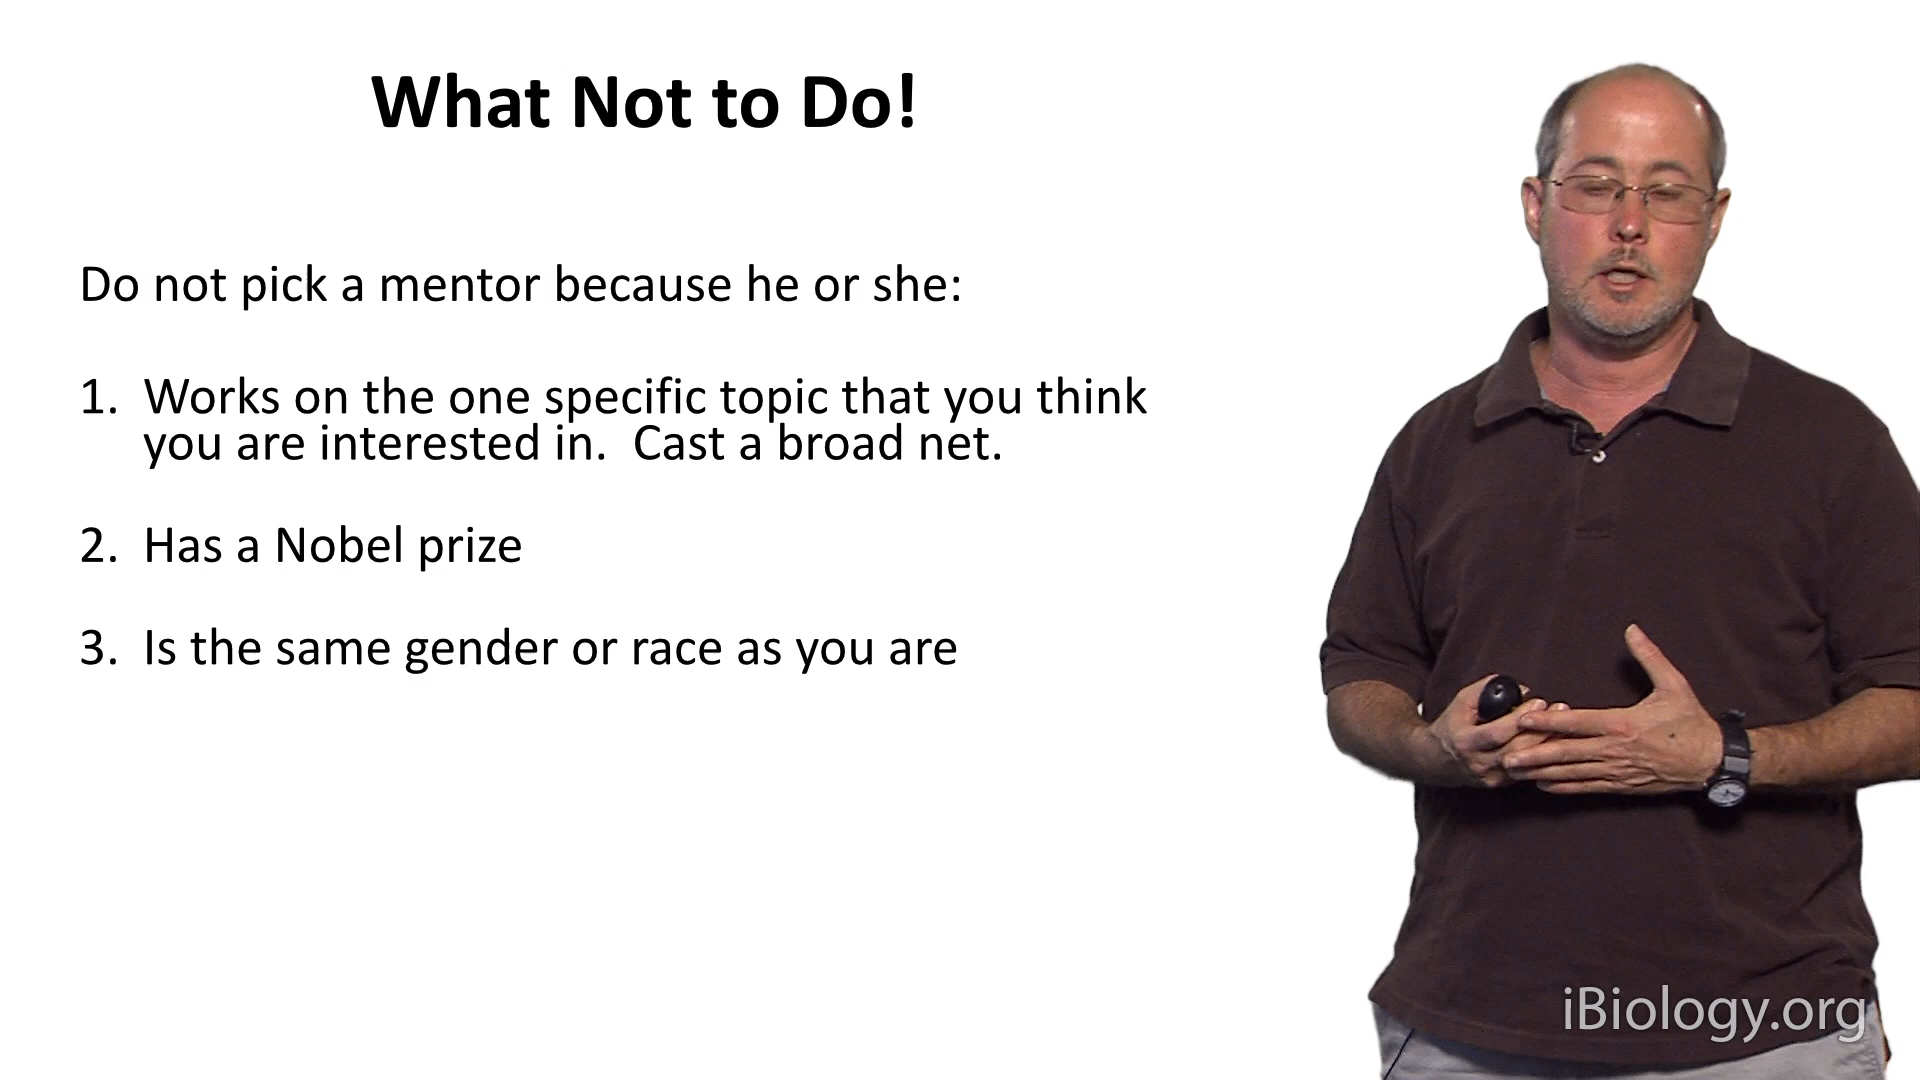 What Not to Do!
Do not pick a mentor because he or she:
1. Works on the one specific topic that you think
you are interested in. Cast a broad net.
2. Has a Nobel prize
3. Is the same gender or race as you are
iBiology.org